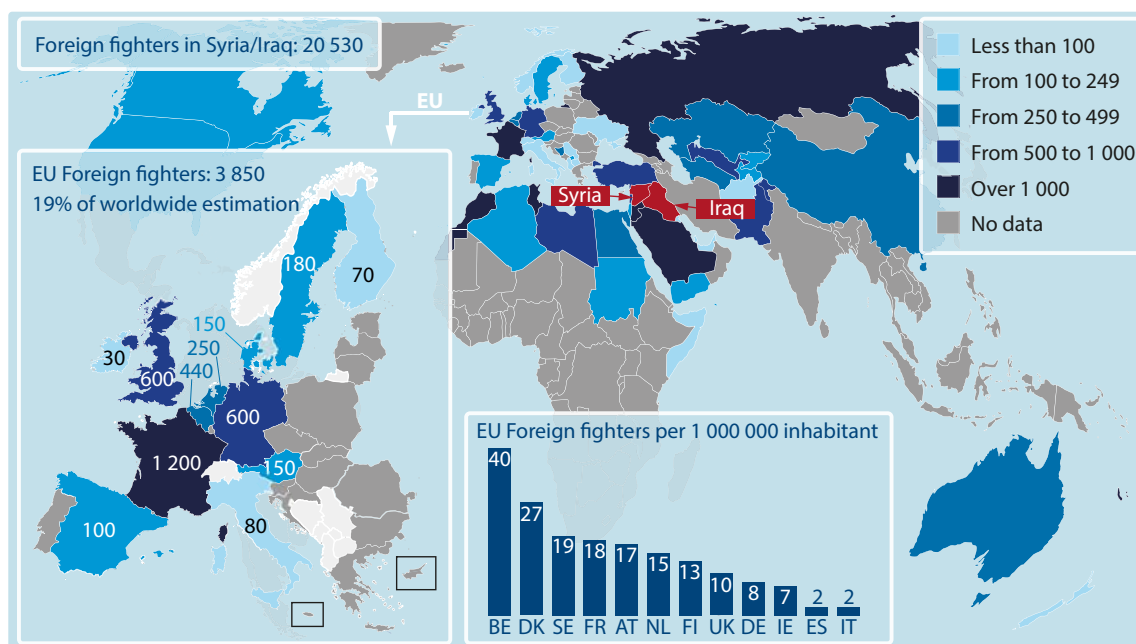 Foreign fighters in Syria/Iraq: 20 530
Less than 100
From 100 to 249
From 250 to 499
From 500 to 1 000
Over 1 000
No data
EU
Syria
Iraq
EU Foreign fighters: 3 850
19% of worldwide estimation
180
70
150
250
440
30
600
600
1 200
150
100
80
EU Foreign fighters per 1 000 000 inhabitant
40
27
19
18
17
15
13
10
8
7
2
2
BE DK SE FR AT NL FI UK DE IE ES IT